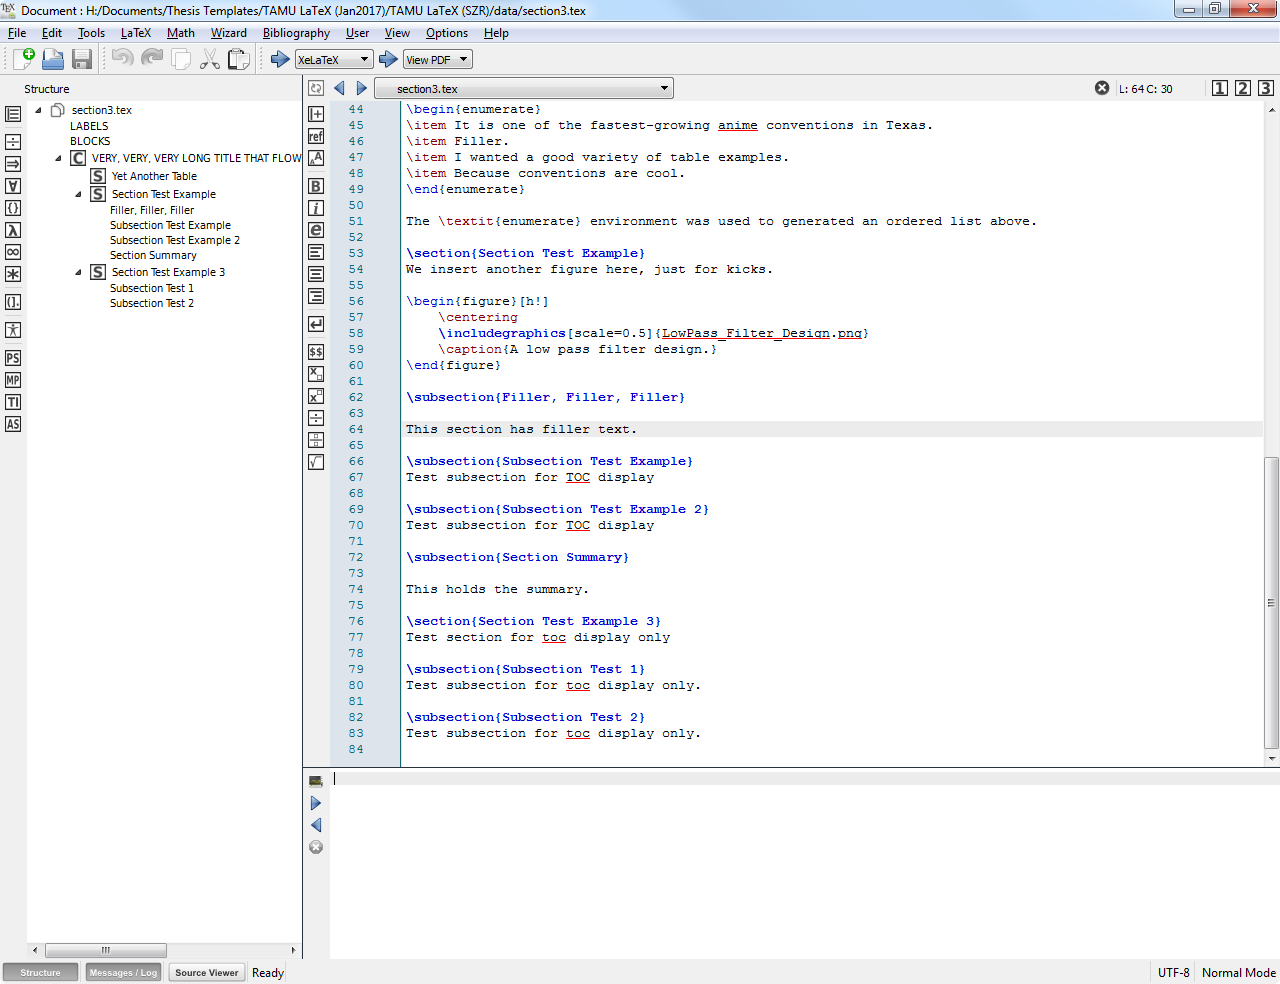 Document : H:/Documents/Thesis Templates/TAMU LaTeX (Jan2017)/TAMU LaTeX (SZR)/data/section3.tex
File Edit Tools LaTeX Math Wizard Bibliography User View Options Help
XeLaTeX View PDF
Structure
section3.tex
L: 64 C: 30
1 2 3
section3.tex
LABELS
BLOCKS
C VERY, VERY, VERY LONG TITLE THAT FLOW
S Yet Another Table
S Section Test Example
Filler, Filler, Filler
Subsection Test Example
Subsection Test Example 2
Section Summary
S Section Test Example 3
Subsection Test 1
Subsection Test 2
PS
MP
TI
AS
ref
B
i
e
$$
44 \begin{enumerate}
45 \item It is one of the fastest-growing anime conventions in Texas.
46 \item Filler.
47 \item I wanted a good variety of table examples.
48 \item Because conventions are cool.
49 \end{enumerate}
50
51 The \textit{enumerate} environment was used to generated an ordered list above.
52
53 \section{Section Test Example}
54 We insert another figure here, just for kicks.
55
56 \begin{figure}[h!]
57 \centering
58 \includegraphics[scale=0.5]{LowPass_Filter_Design.png}
59 \caption{A low pass filter design.}
60 \end{figure}
61
62 \subsection{Filler, Filler, Filler}
63
64 This section has filler text.
65
66 \subsection{Subsection Test Example}
67 Test subsection for TOC display
68
69 \subsection{Subsection Test Example 2}
70 Test subsection for TOC display
71
72 \subsection{Section Summary}
73
74 This holds the summary.
75
76 \section{Section Test Example 3}
77 Test section for toc display only
78
79 \subsection{Subsection Test 1}
80 Test subsection for toc display only.
81
82 \subsection{Subsection Test 2}
83 Test subsection for toc display only.
84
Structure Messages / Log Source Viewer Ready
UTF-8 Normal Mode